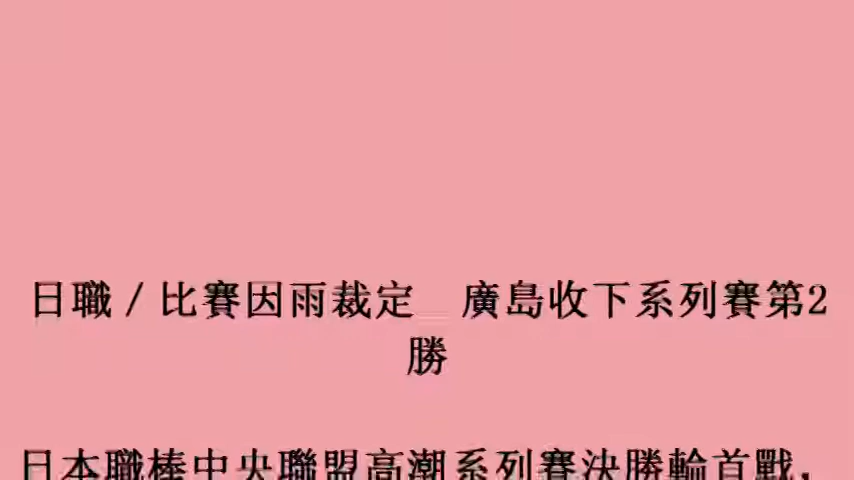 日職／比賽因雨裁定　廣島收下系列賽第2
勝
日本職棒中央聯盟高潮系列賽決勝輪首戰，